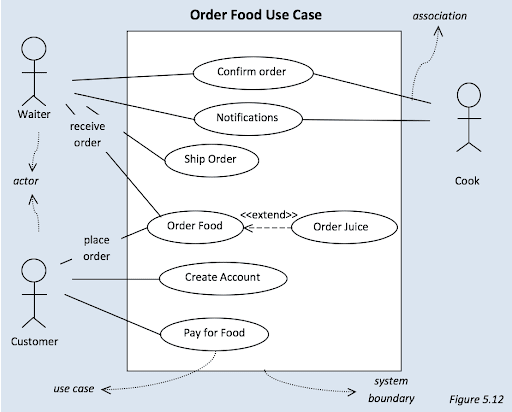 Order Food Use Case
association
Confirm order
Waiter
Notifications
receive
order
Ship Order
Cook
actor
<<extend>>
Order Food
Order Juice
place
order
Create Account
Customer
Pay for Food
use case
system
boundary
Figure 5.12